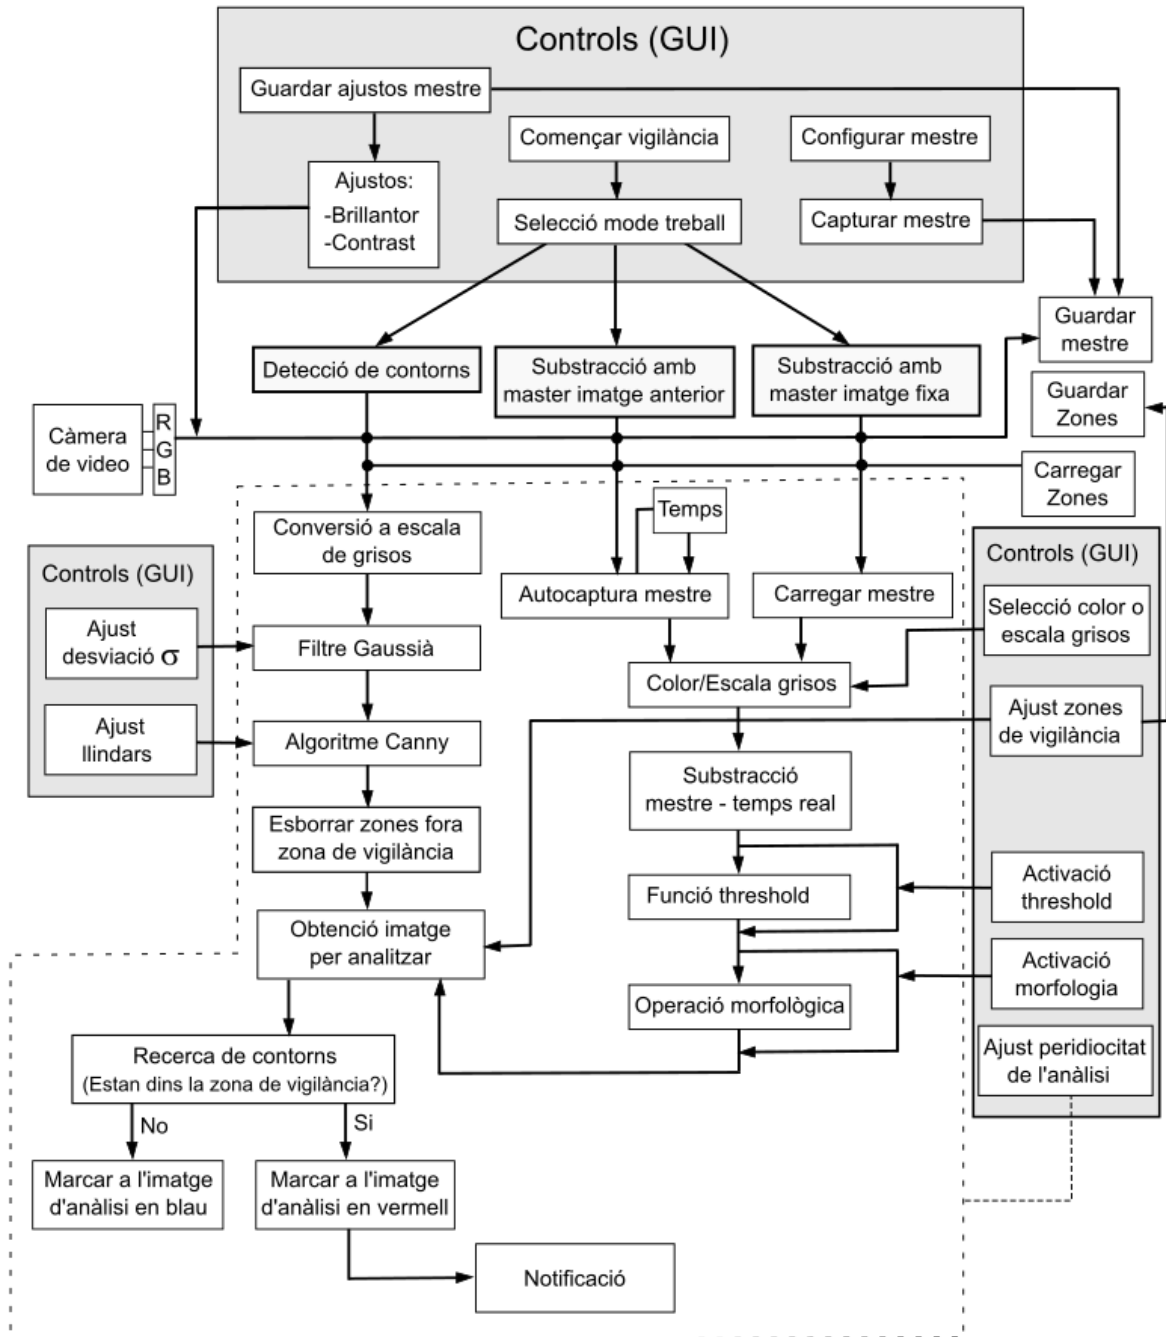 Controls (GUI)
Guardar ajustos mestre
Començar vigilància
Configurar mestre
Ajustos:
-Brillantor
-Contrast
Selecció mode treball
Capturar mestre
Guardar
mestre
Detecció de contorns
Substracció amb
master imatge anterior
Substracció amb
master imatge fixa
Guardar
Zones
Càmera
de video
R
G
B
Carregar
Zones
Temps
Conversió a escala
de grisos
Autocaptura mestre
Carregar mestre
Controls (GUI)
Ajust
desviació σ
Ajust
llindars
Filtre Gaussià
Algoritme Canny
Esborrar zones fora
zona de vigilància
Color/Escala grisos
Substracció
mestre - temps real
Funció threshold
Operació morfològica
Controls (GUI)
Selecció color o
escala grisos
Ajust zones
de vigilància
Activació
threshold
Activació
morfologia
Ajust peridiocitat
de l'anàlisi
Obtenció imatge
per analitzar
Recerca de contorns
(Estan dins la zona de vigilància?)
No
Si
Marcar a l'imatge
d'anàlisi en blau
Marcar a l'imatge
d'anàlisi en vermell
Notificació